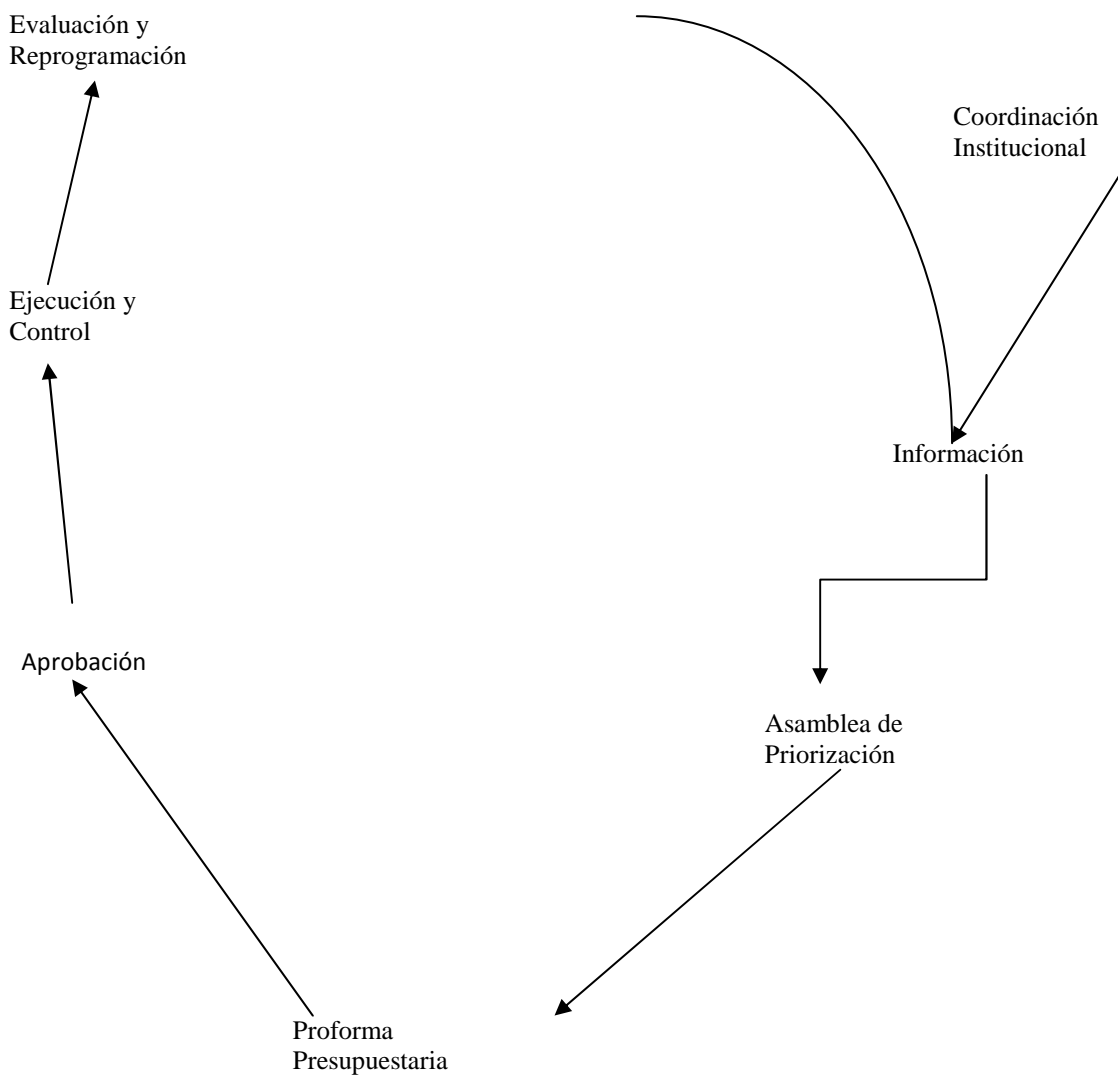 Evaluación y
Reprogramación
Coordinación
Institucional
Ejecución y
Control
Información
Aprobación
Asamblea de
Priorización
Proforma
Presupuestaria